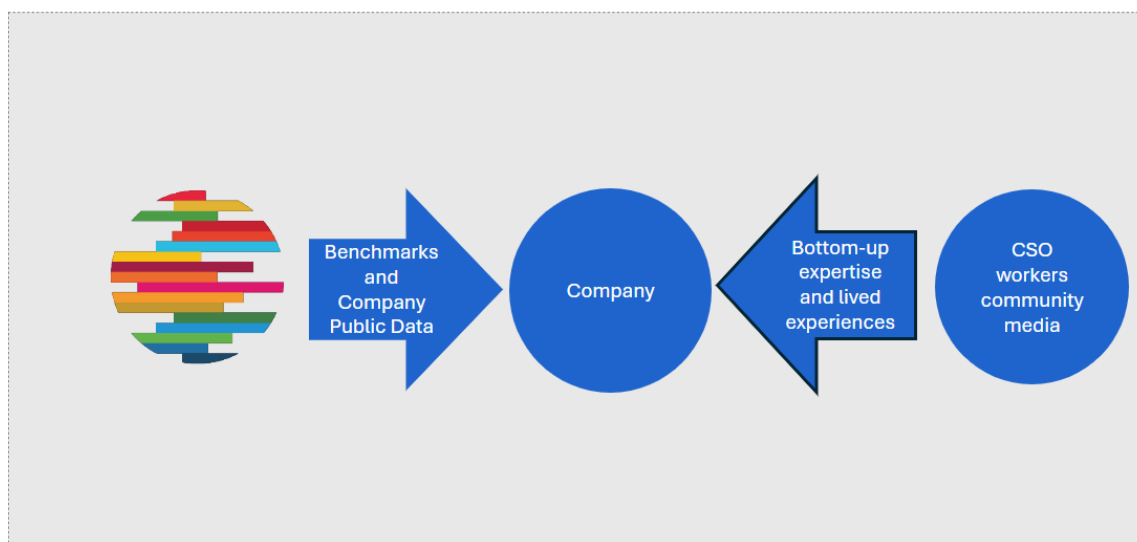 Benchmarks
and
Company
Public Data
Company
Bottom-up
expertise
and lived
experiences
CSO
workers
community
media